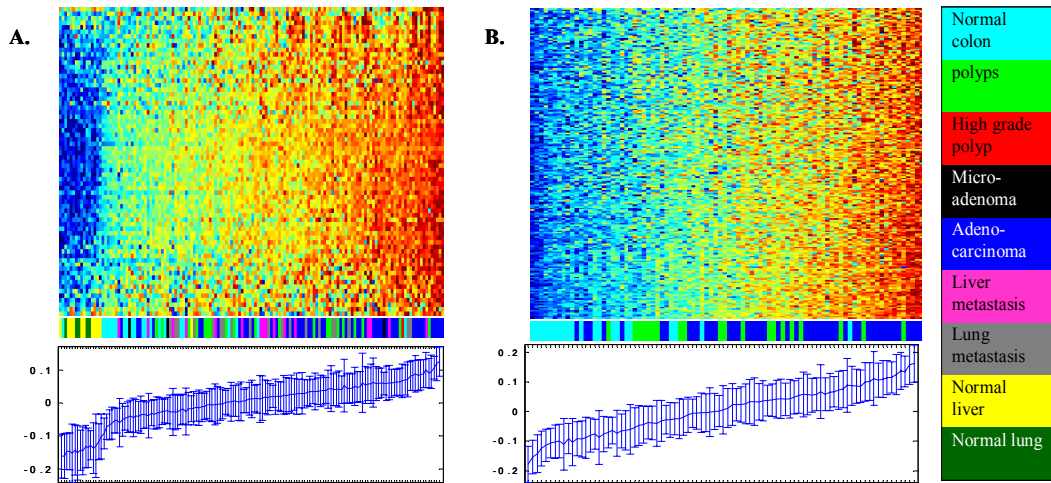 A.
0.1
0
-0.1
-0.2
B.
0.2
0.1
0
-0.1
-0.2
Normal
colon
polyps
High grade
polyp
Micro-
adenoma
Adeno-
carcinoma
Liver
metastasis
Lung
metastasis
Normal
liver
Normal lung